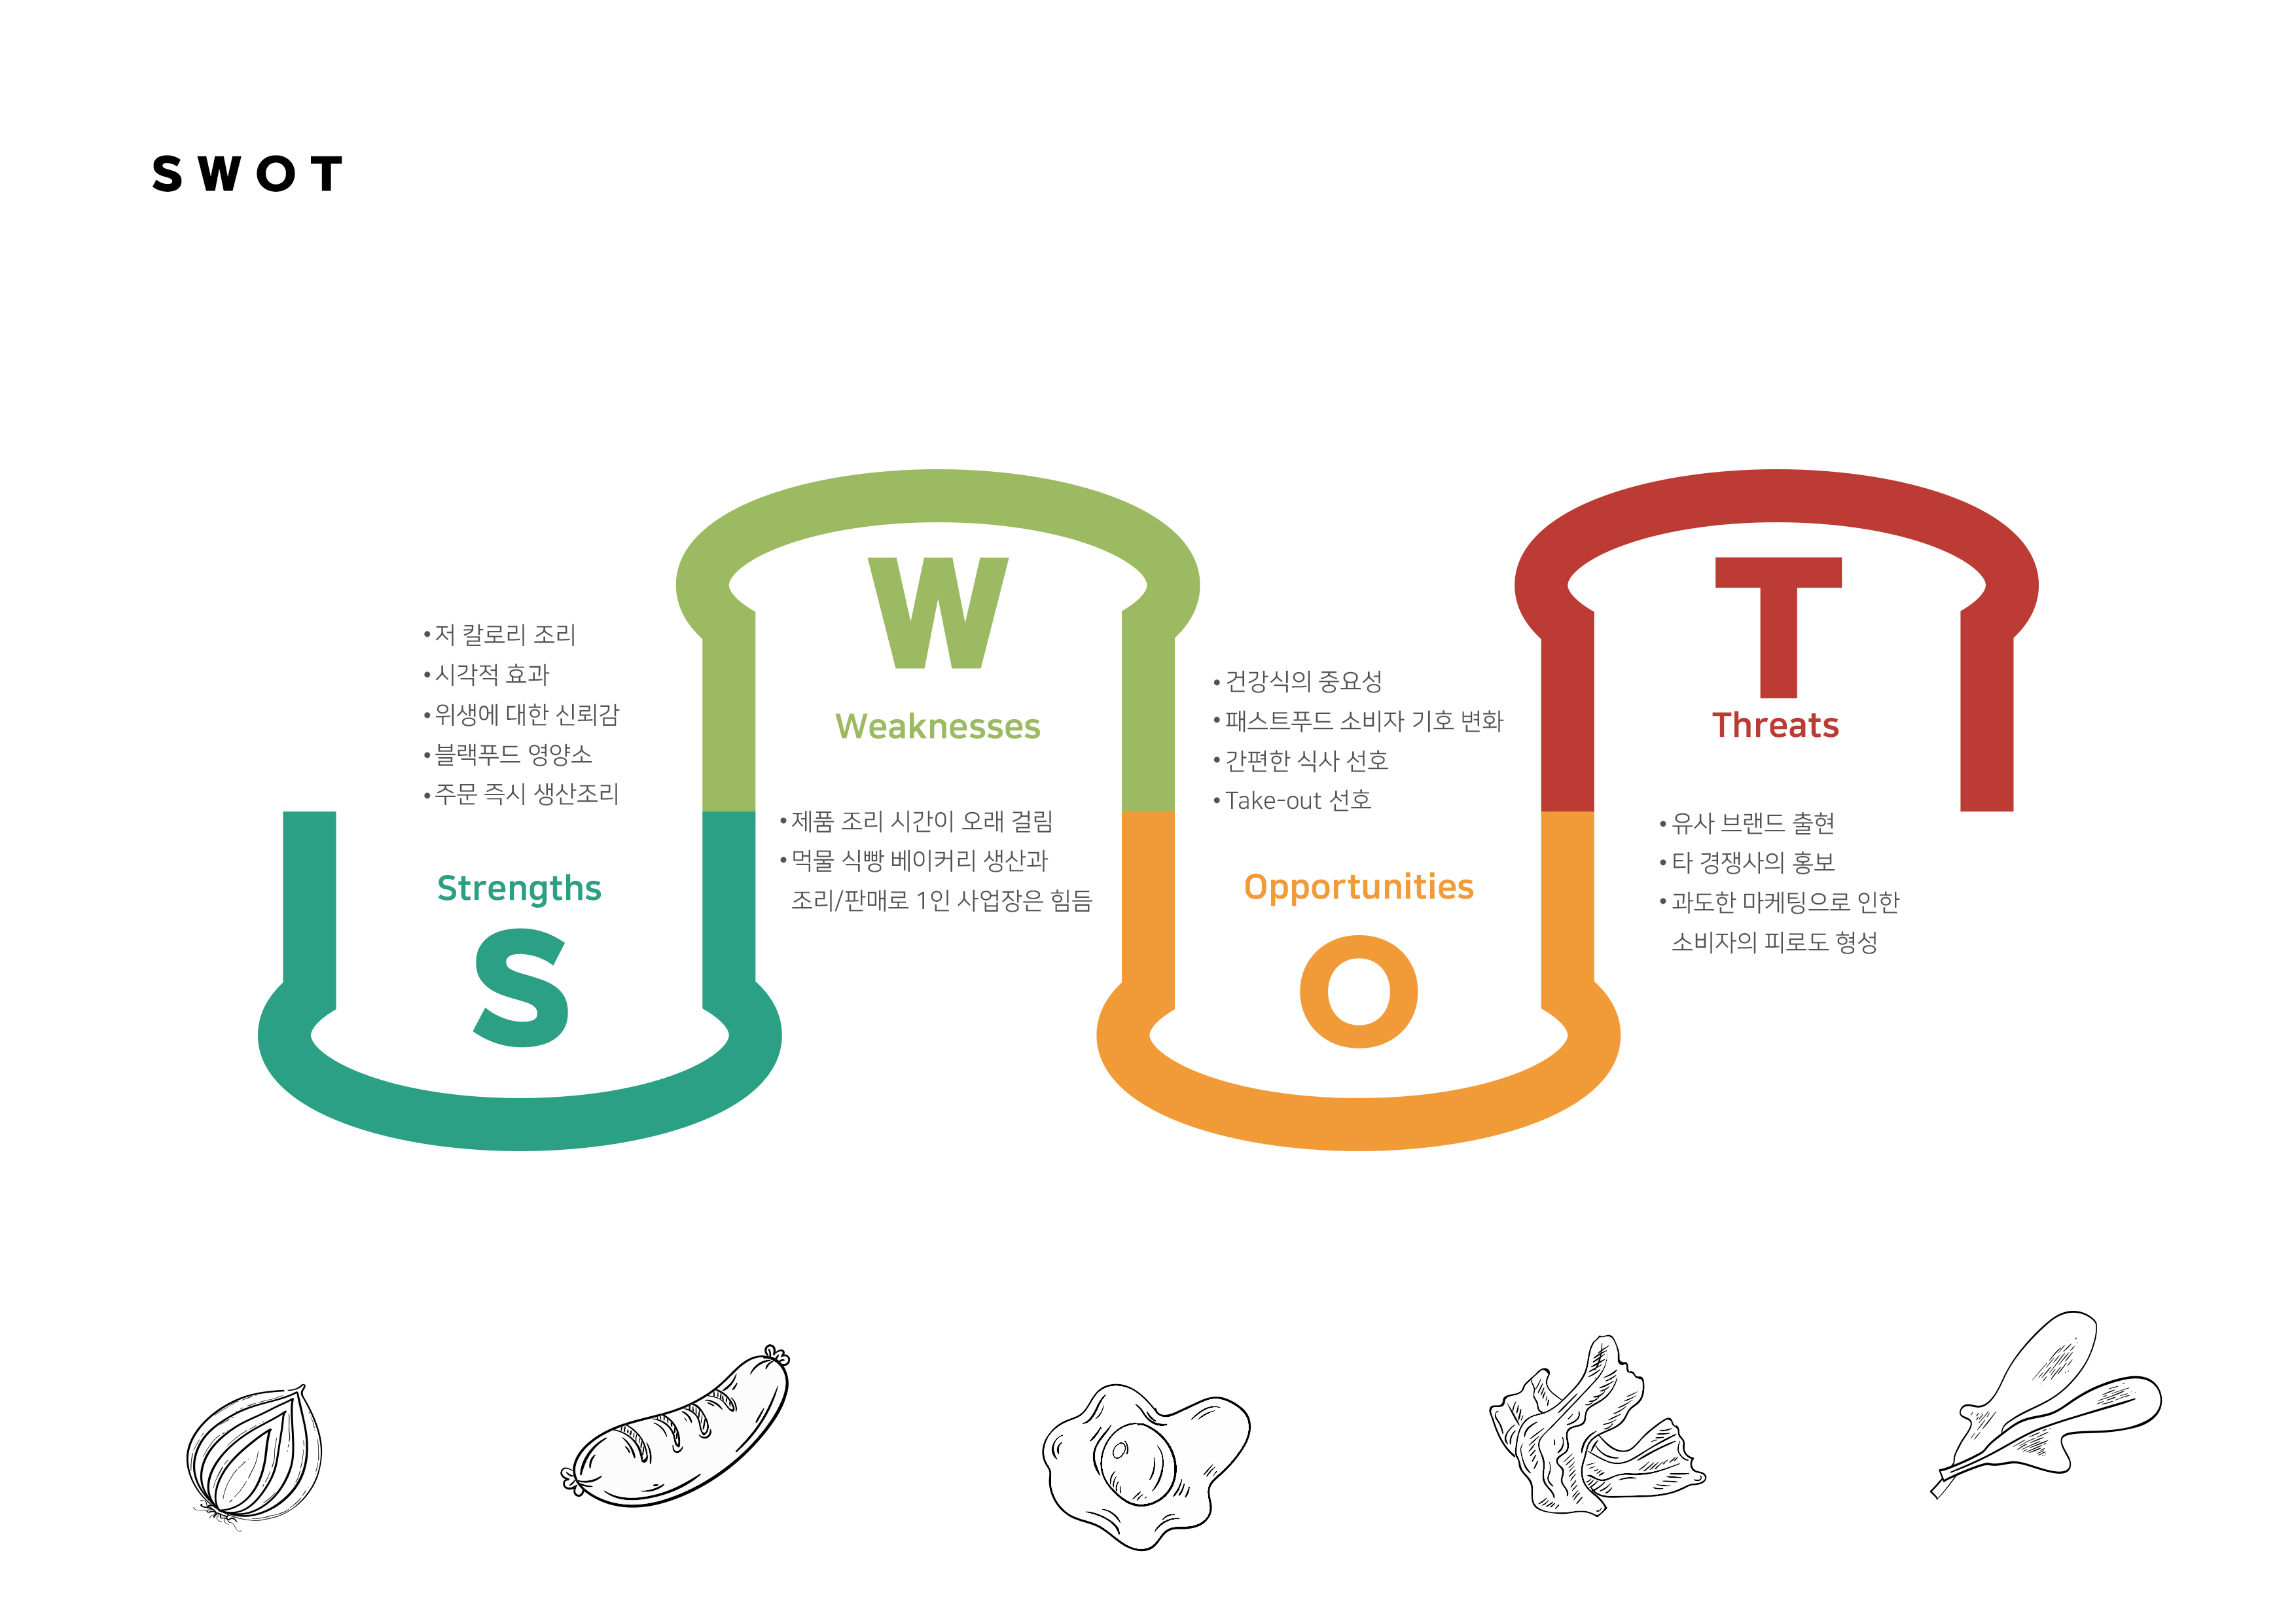 SWOT
• 저 칼로리 조리
• 시각적 효과
• 위생에 대한 신뢰감
• 블랙푸드 영양소
• 주문 즉시 생산조리
Strengths
S
W
Weaknesses
• 제품 조리 시간이 오래 걸림
• 먹물 식빵 베이커리 생산과
조리/판매로 1인 사업장은 힘듬
• 건강식의 중요성
• 패스트푸드 소비자 기호 변화
• 간편한 식사 선호
• Take-out 선호
Opportunities
O
T
Threats
• 유사 브랜드 출현
• 타 경쟁사의 홍보
• 과도한 마케팅으로 인한
소비자의 피로도 형성